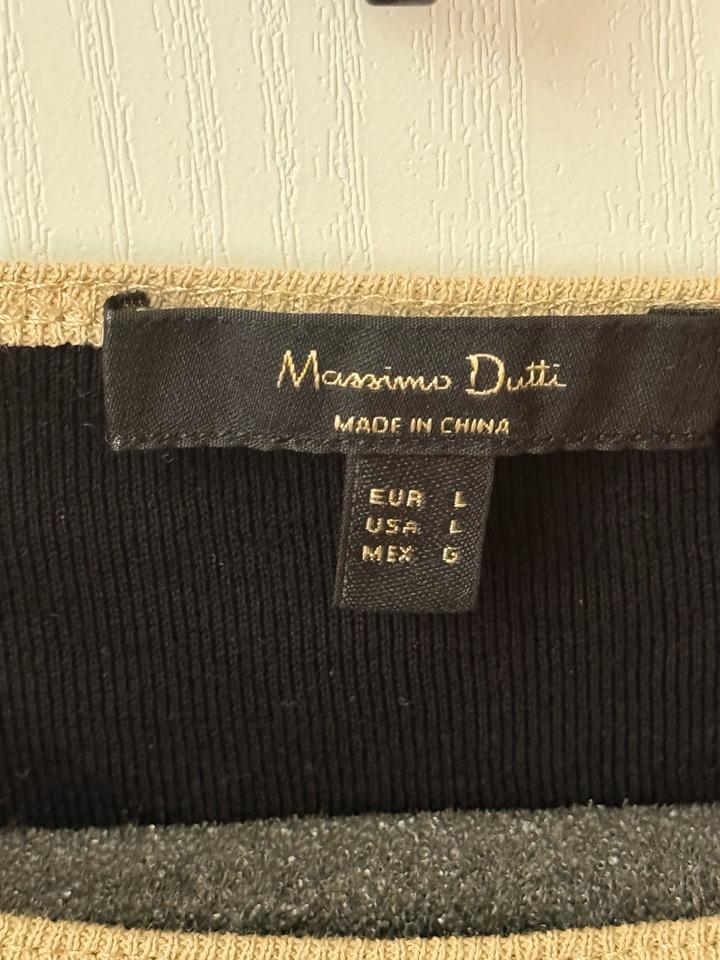 Massimo Dutti
MADE IN CHINA
EUR L
USA L
MEX G